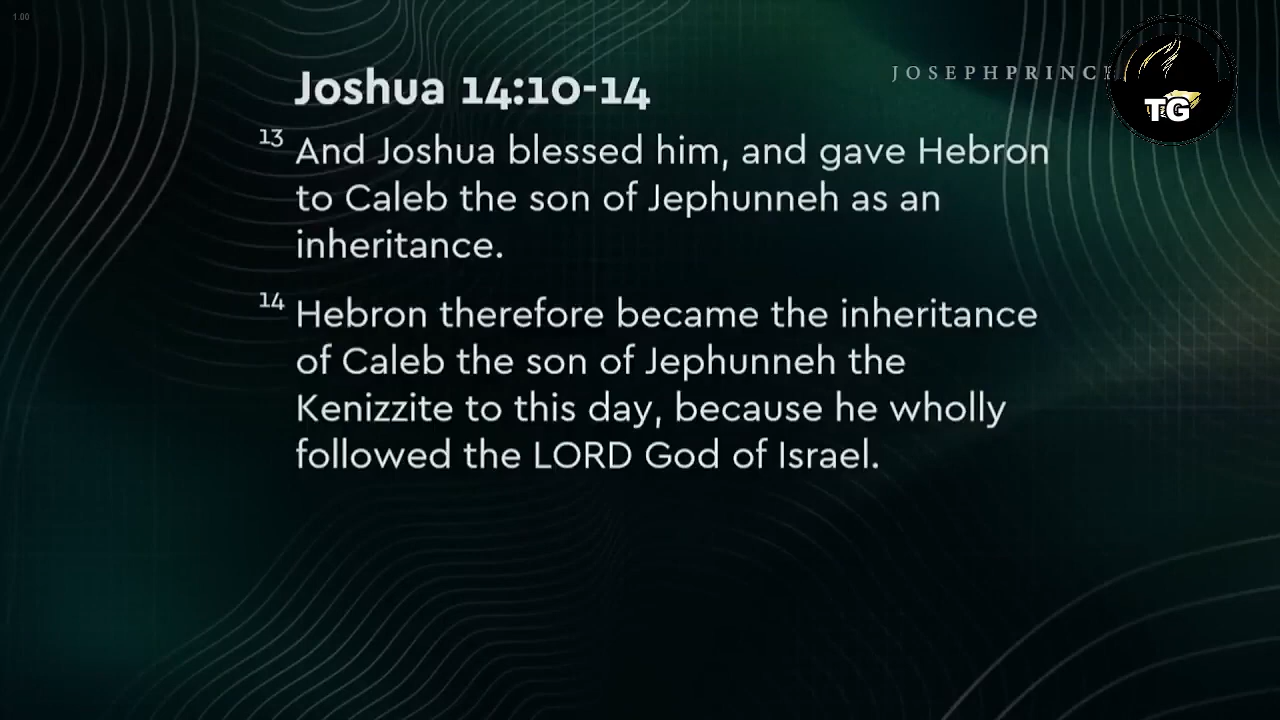 1.00
JOSEPHPRINC
TG
Joshua 14:10-14
13 And Joshua blessed him, and gave Hebron
to Caleb the son of Jephunneh as an
inheritance.
14 Hebron therefore became the inheritance
of Caleb the son of Jephunneh the
Kenizzite to this day, because he wholly
followed the LORD God of Israel.